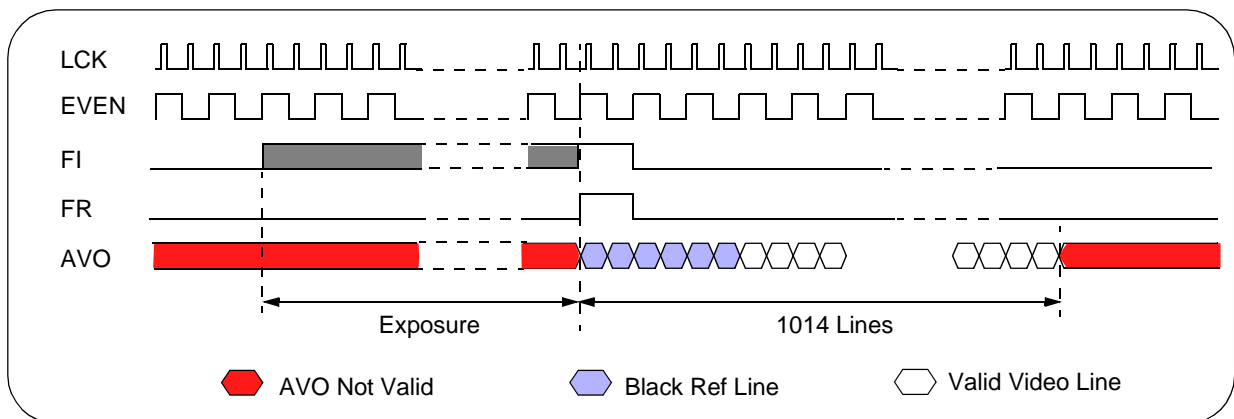 LCK
EVEN
FI
FR
AVO
Exposure
1014 Lines
AVO Not Valid
Black Ref Line
Valid Video Line